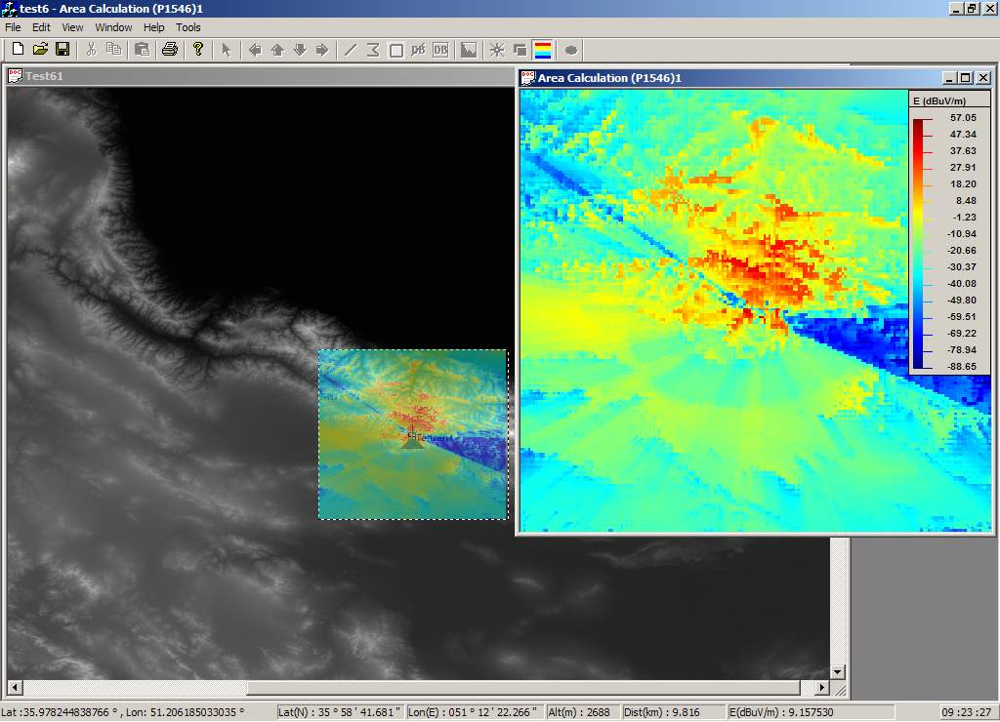 test6 - Area Calculation (P1546)1
File Edit View Window Help Tools
Test61
Area Calculation (P1546)1
E (dBuV/m)
57.05
47.34
37.63
27.91
18.20
8.48
-1.23
-10.94
-20.66
-30.37
-40.08
-49.80
-59.51
-69.22
-78.94
-88.65
Lat :35.978244838766 ° , Lon: 51.206185033035 ° Lat(N) : 35 ° 58 ' 41.681 " Lon(E) : 051 ° 12 ' 22.266 " Alt(m) : 2688 Dist(km) : 9.816 E(dBuV/m) : 9.157530 09:23:27